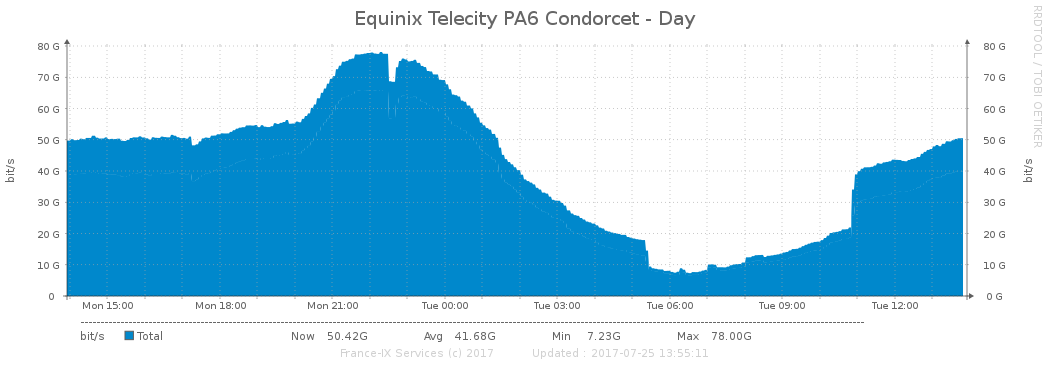 Equinix Telecity PA6 Condorcet - Day
RRDTOOL / TOBI OETIKER
80 G 80 G
70 G 70 G
60 G 60 G
50 G 50 G
40 G 40 G
30 G 30 G
20 G 20 G
10 G 10 G
0 0 G
bit/s bit/s
Mon 15:00 Mon 18:00 Mon 21:00 Tue 00:00 Tue 03:00 Tue 06:00 Tue 09:00 Tue 12:00
bit/s Total Now 50.42G Avg 41.68G Min 7.23G Max 78.00G
France-IX Services (c) 2017 Updated : 2017-07-25 13:55:11